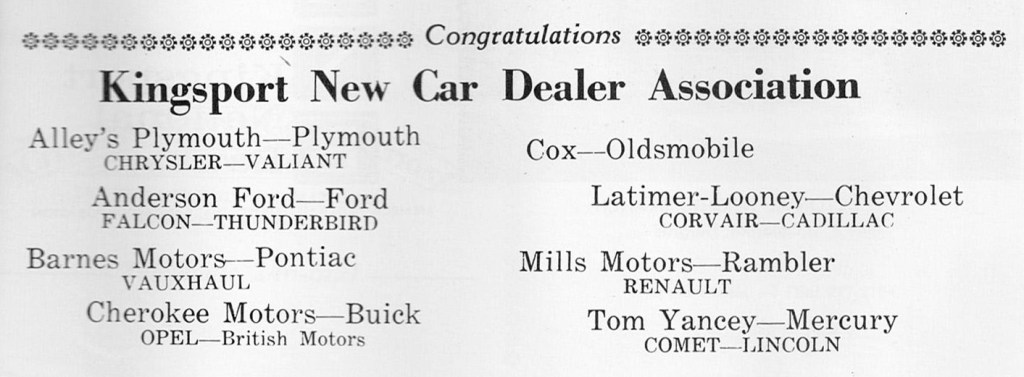 Congratulations
Kingsport New Car Dealer Association
Alley's Plymouth—Plymouth
CHRYSLER—VALIANT
Anderson Ford—Ford
FALCON—THUNDERBIRD
Barnes Motors—Pontiac
VAUXHAUL
Cherokee Motors—Buick
OPEL—British Motors
Cox—Oldsmobile
Latimer-Looney—Chevrolet
CORVAIR—CADILLAC
Mills Motors—Rambler
RENAULT
Tom Yancey—Mercury
COMET—LINCOLN